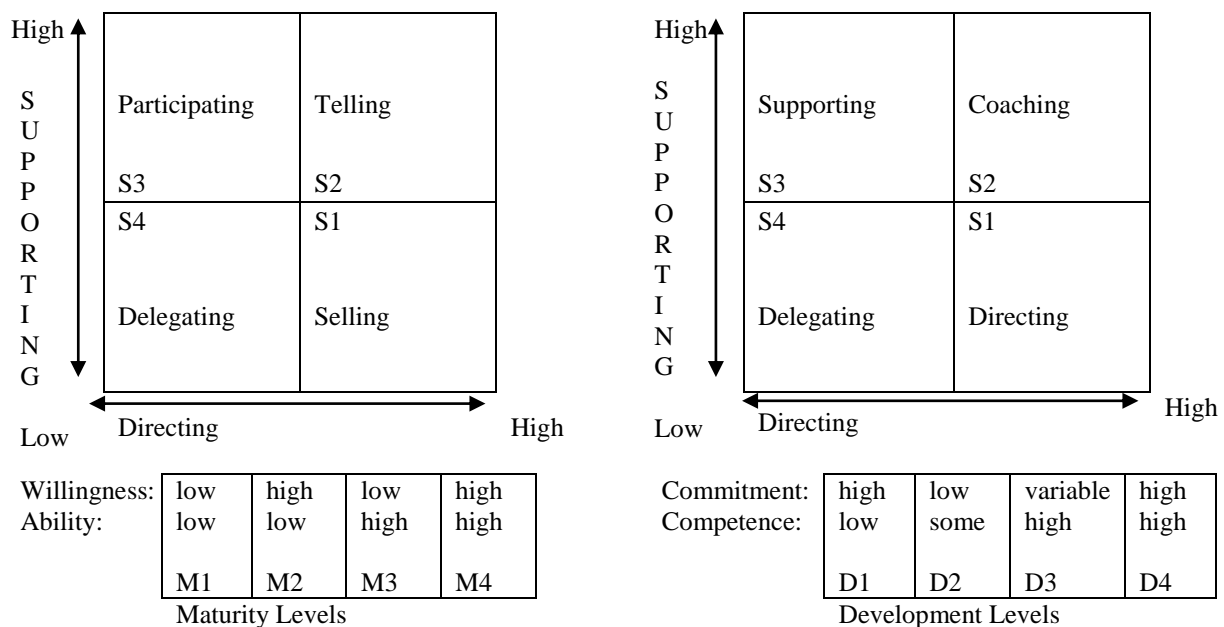 High
High
S
U
P
P
O
R
T
I
N
G
S
U
P
P
O
R
T
I
N
G
Participating Telling
Supporting Coaching
S3 S2
S3 S2
S4 S1
S4 S1
Delegating Selling
Delegating Directing
Low Directing High
Low Directing High
Willingness: low high low high
Ability: low low high high
M1 M2 M3 M4
Maturity Levels
Commitment: high low variable high
Competence: low some high high
D1 D2 D3 D4
Development Levels